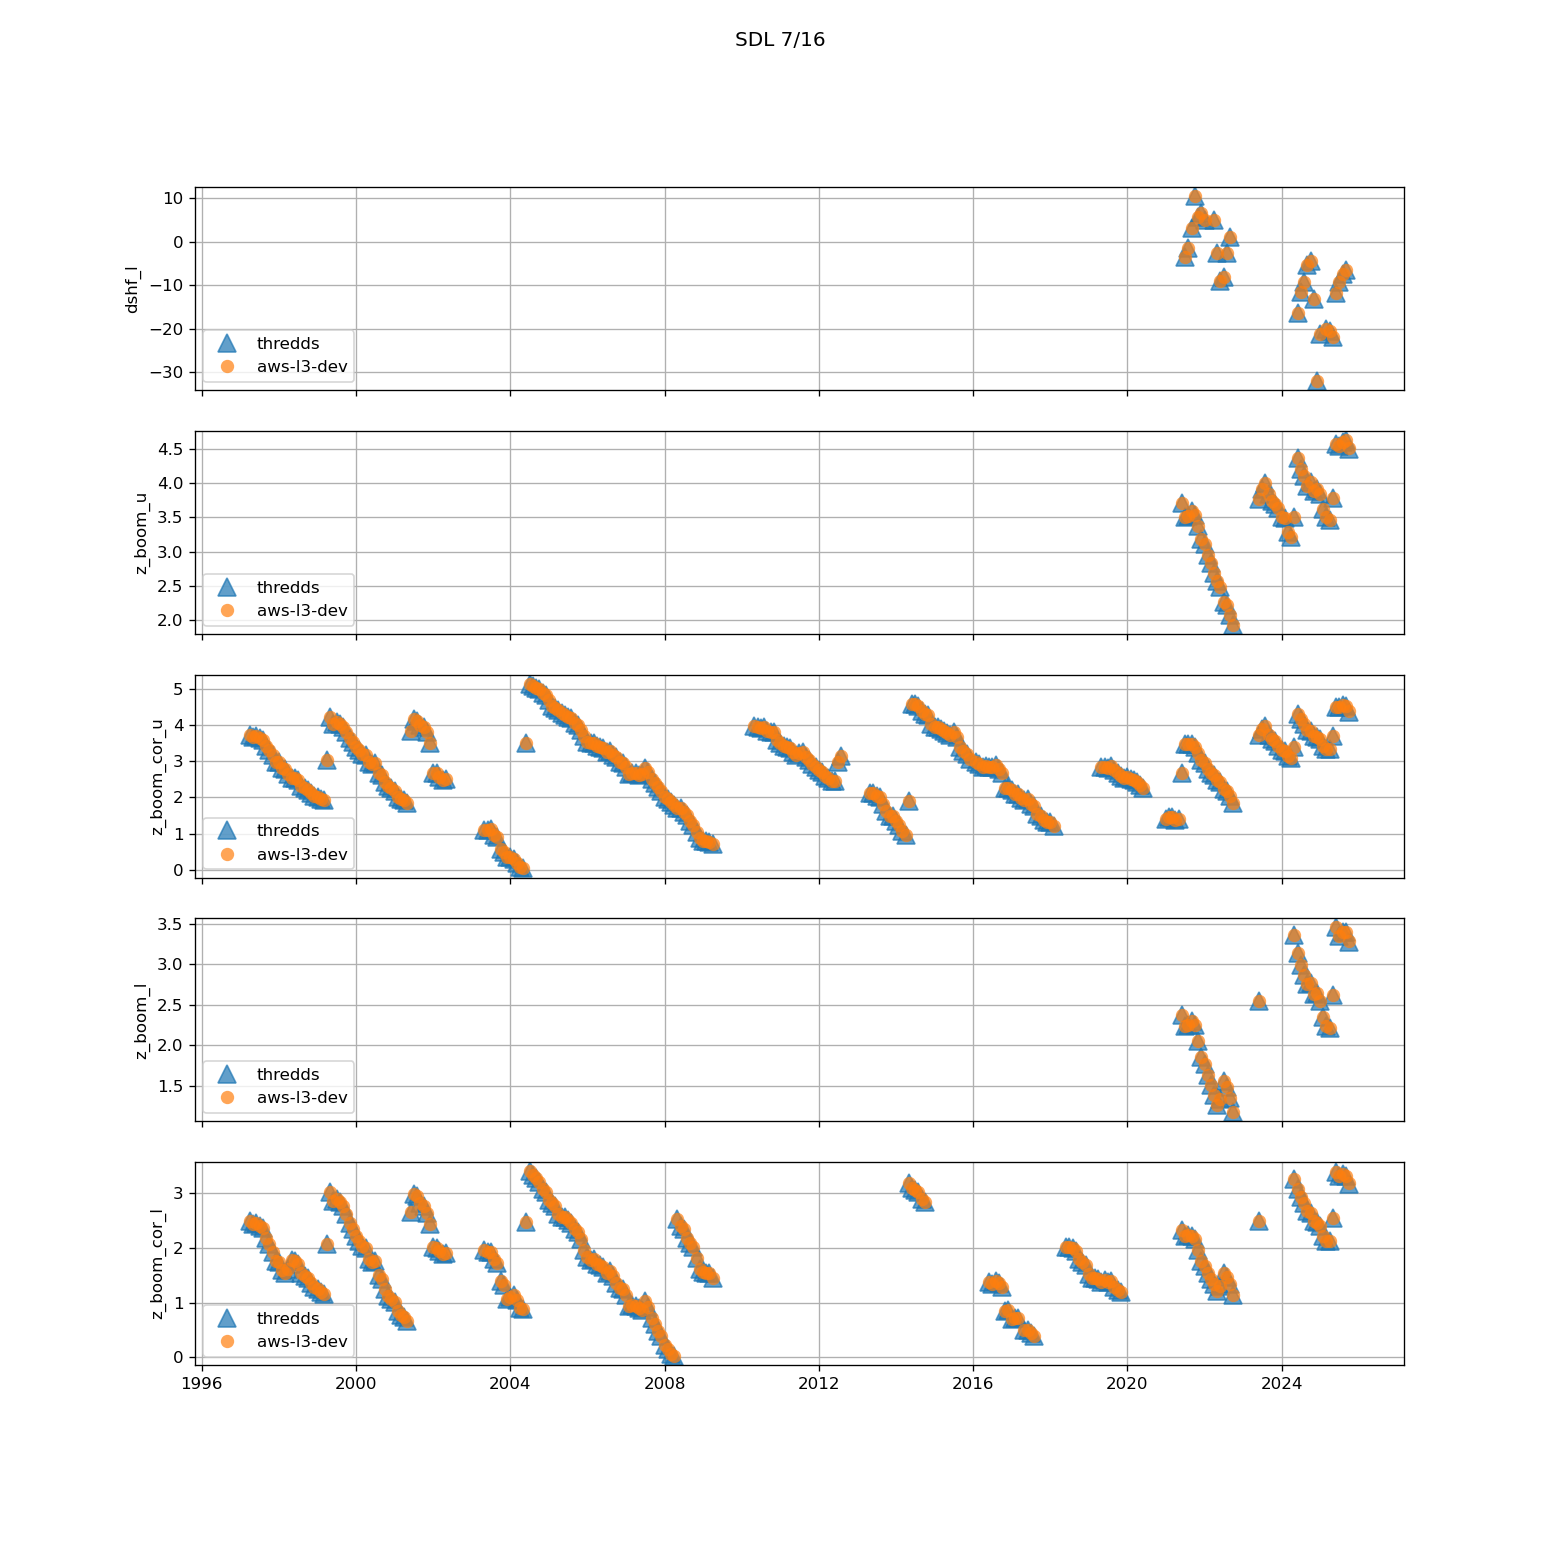 SDL 7/16
10
0
−10
−20
−30
dshf_l
thredds
aws-l3-dev
4.5
4.0
3.5
3.0
2.5
2.0
z_boom_u
thredds
aws-l3-dev
5
4
3
2
1
0
z_boom_cor_u
thredds
aws-l3-dev
3.5
3.0
2.5
2.0
1.5
z_boom_l
thredds
aws-l3-dev
3
2
1
0
z_boom_cor_l
thredds
aws-l3-dev
1996 2000 2004 2008 2012 2016 2020 2024